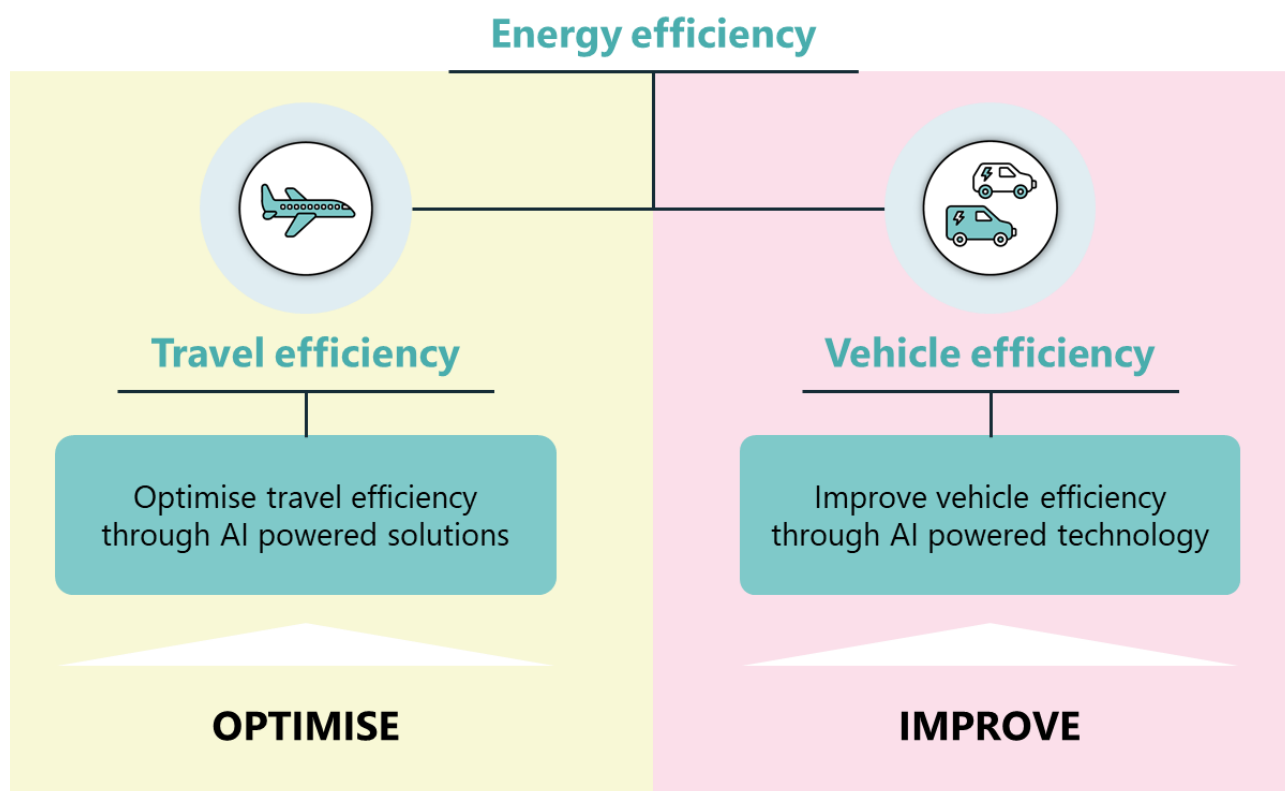 Energy efficiency
Travel efficiency
Optimise travel efficiency
through AI powered solutions
OPTIMISE
Vehicle efficiency
Improve vehicle efficiency
through AI powered technology
IMPROVE